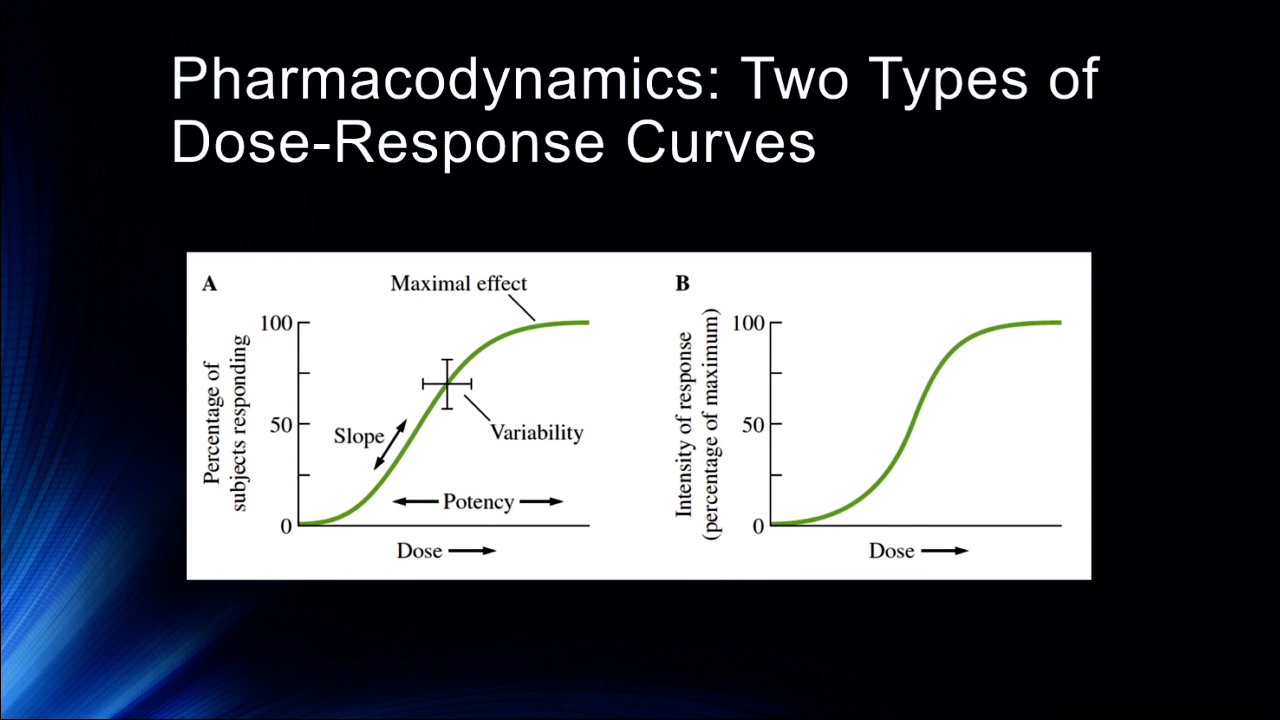 Pharmacodynamics: Two Types of
Dose-Response Curves
A
Maximal effect
100
50
0
Percentage of
subjects responding
Slope
Variability
Potency
Dose
B
100
50
0
Intensity of response
(percentage of maximum)
Dose